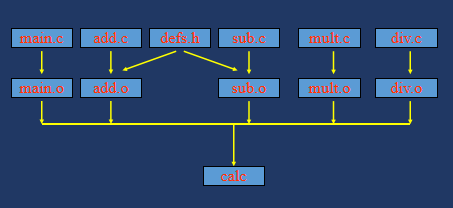 main.c add.c defs.h sub.c mult.c div.c
main.o add.o sub.o mult.o div.o
calc